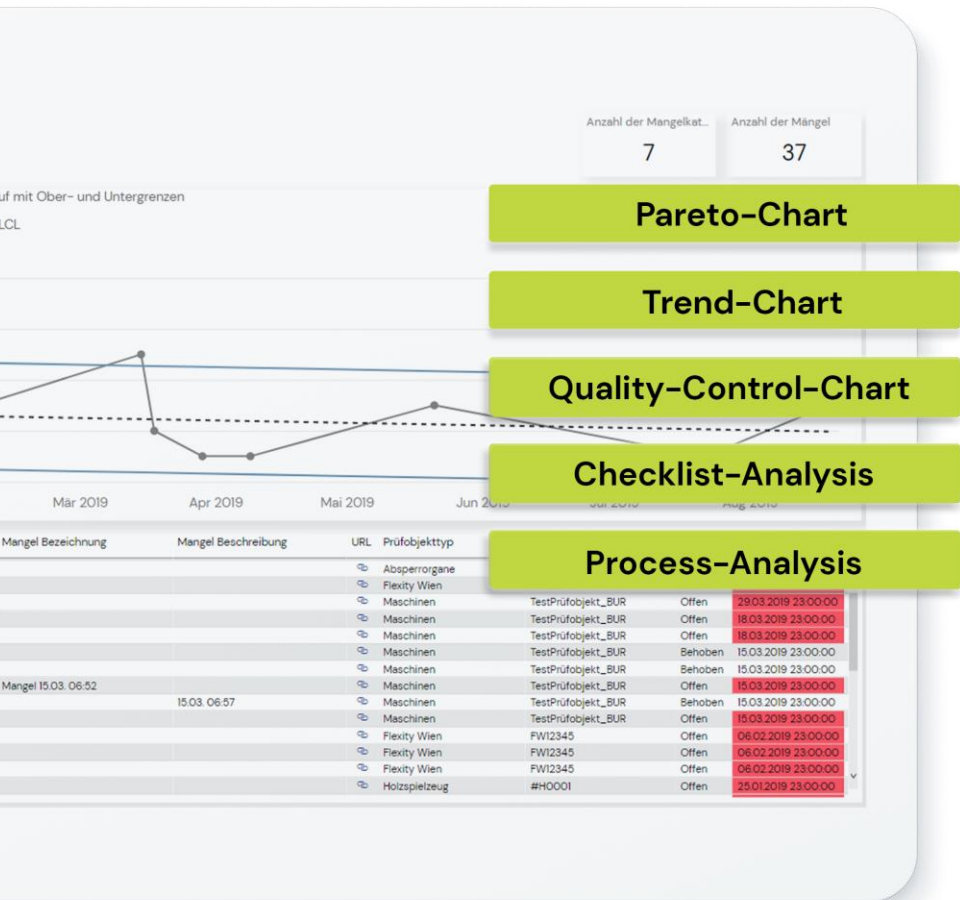 Anzahl der Mangelkat... Anzahl der Mängel
7 37
uf mit Ober- und Untergrenzen
LCL
Pareto-Chart
Trend-Chart
Quality-Control-Chart
Checklist-Analysis
Mär 2019 Apr 2019 Mai 2019 Jun 2019 Jul 2019 Aug 2019
Process-Analysis
Mangel Bezeichnung Mangel Beschreibung URL Prüfobjekttyp
Absperrorgane
Flexity Wien
Maschinen TestPrüfobjekt_BUR Offen 29.03.2019 23:00:00
Maschinen TestPrüfobjekt_BUR Offen 18.03.2019 23:00:00
Maschinen TestPrüfobjekt_BUR Offen 18.03.2019 23:00:00
Maschinen TestPrüfobjekt_BUR Behoben 15.03.2019 23:00:00
Maschinen TestPrüfobjekt_BUR Behoben 15.03.2019 23:00:00
Mangel 15.03. 06:52 Maschinen TestPrüfobjekt_BUR Offen 15.03.2019 23:00:00
15.03. 06:57 Maschinen TestPrüfobjekt_BUR Behoben 15.03.2019 23:00:00
Maschinen TestPrüfobjekt_BUR Offen 15.03.2019 23:00:00
Flexity Wien FW12345 Offen 06.02.2019 23:00:00
Flexity Wien FW12345 Offen 06.02.2019 23:00:00
Flexity Wien FW12345 Offen 06.02.2019 23:00:00
Holzspielzeug #H0001 Offen 25.01.2019 23:00:00